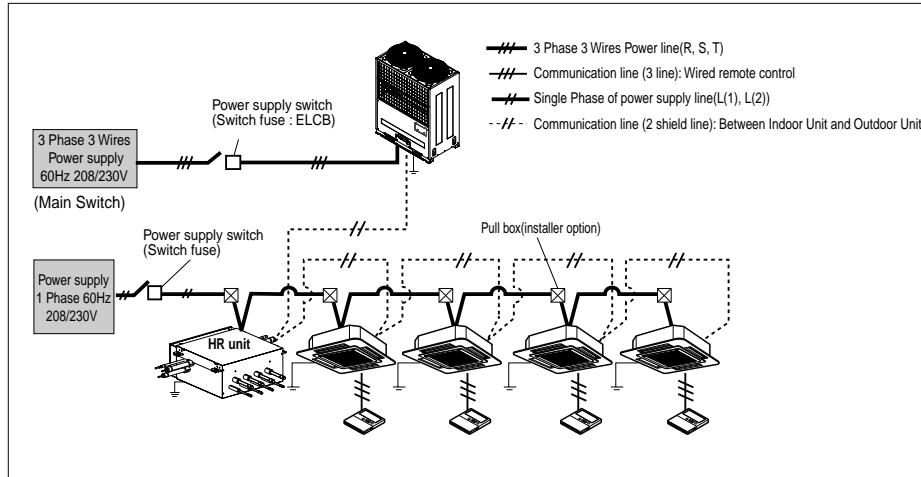 3 Phase 3 Wires Power line(R, S, T)
Communication line (3 line): Wired remote control
Single Phase of power supply line(L(1), L(2))
Communication line (2 shield line): Between Indoor Unit and Outdoor Unit
Power supply switch
(Switch fuse : ELCB)
3 Phase 3 Wires
Power supply
60Hz 208/230V
(Main Switch)
Pull box(installer option)
Power supply switch
(Switch fuse)
Power supply
1 Phase 60Hz
208/230V
HR unit